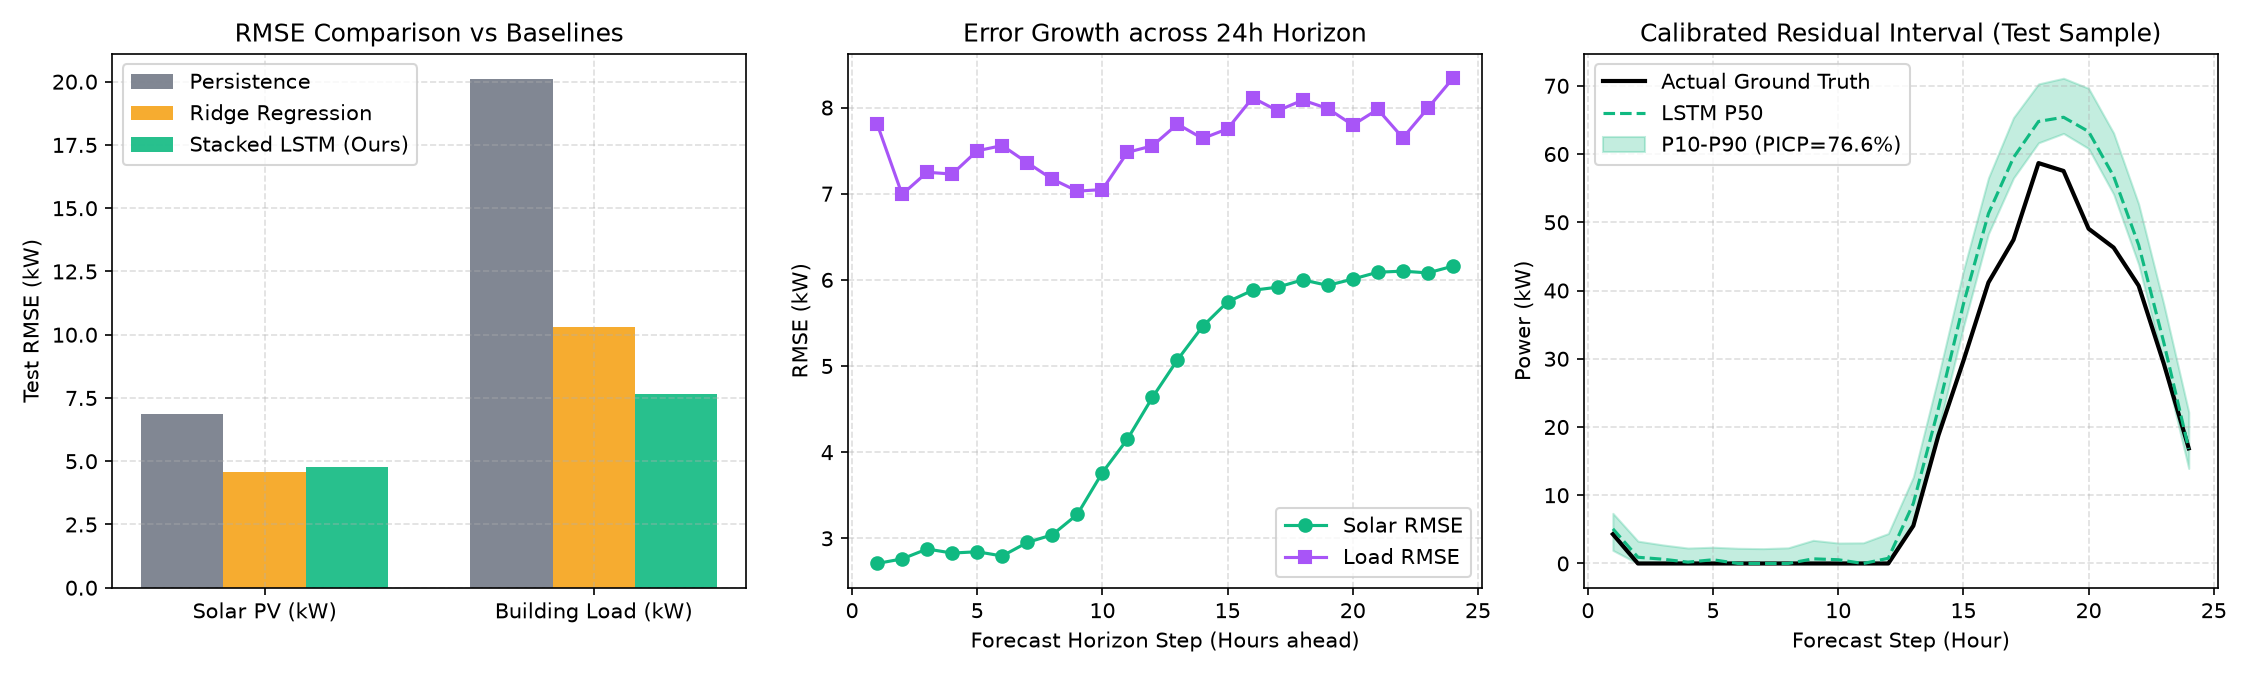 RMSE Comparison vs Baselines
Test RMSE (kW)
20.0
17.5
15.0
12.5
10.0
7.5
5.0
2.5
0.0
Persistence
Ridge Regression
Stacked LSTM (Ours)
Solar PV (kW)
Building Load (kW)
Error Growth across 24h Horizon
RMSE (kW)
8
7
6
5
4
3
Solar RMSE
Load RMSE
0 5 10 15 20 25
Forecast Horizon Step (Hours ahead)
Calibrated Residual Interval (Test Sample)
Power (kW)
70
60
50
40
30
20
10
0
Actual Ground Truth
LSTM P50
P10-P90 (PICP=76.6%)
0 5 10 15 20 25
Forecast Step (Hour)